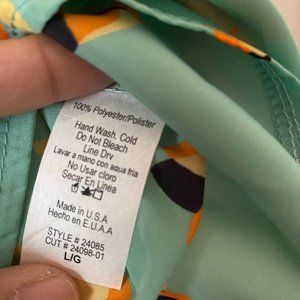 100% Polyester/Polister
Hand Wash. Cold
Do Not Bleach
Line Dry
Lavar a mano con agua fria
No Usar cloro
Secar En Linea
Made in U.S.A
Hecho en E.U.A.A
STYLE # 24085
CUT # 24098-01
L/G